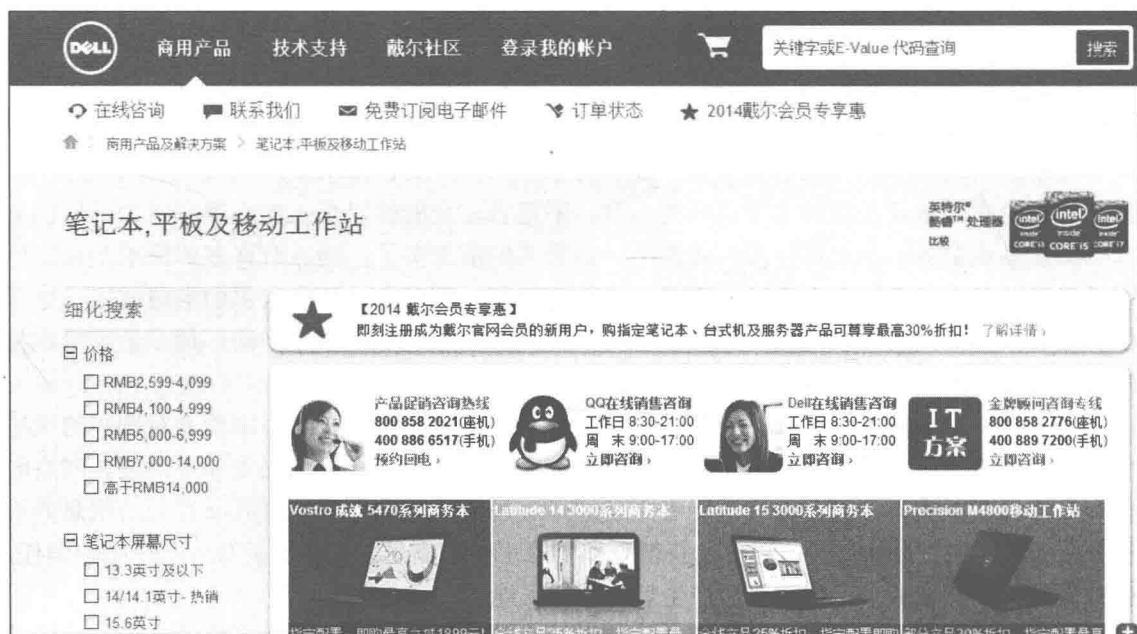 DELL
商用产品 技术支持 戴尔社区 登录我的帐户
关键字或E-Value 代码查询 搜索
在线咨询 联系我们 免费订阅电子邮件 订单状态 2014戴尔会员专享惠
商用产品及解决方案 > 笔记本,平板及移动工作站
笔记本,平板及移动工作站
英特尔®
酷睿™ 处理器
比较
intel inside CORE i3
intel inside CORE i5
intel inside CORE i7
细化搜索
【2014 戴尔会员专享惠】
即刻注册成为戴尔官网会员的新用户，购指定笔记本、台式机及服务器产品可尊享最高30%折扣！ 了解详情 ›
价格
RMB2,599-4,099
RMB4,100-4,999
RMB5,000-6,999
RMB7,000-14,000
高于RMB14,000
笔记本屏幕尺寸
13.3英寸及以下
14/14.1英寸- 热销
15.6英寸
产品促销咨询热线
800 858 2021(座机)
400 886 6517(手机)
预约回电 ›
QQ在线销售咨询
工作日 8:30-21:00
周 末 9:00-17:00
立即咨询 ›
Dell在线销售咨询
工作日 8:30-21:00
周 末 9:00-17:00
立即咨询 ›
IT
方案
金牌顾问咨询专线
800 858 2776(座机)
400 889 7200(手机)
立即咨询 ›
Vostro 成就 5470系列商务本
Latitude 14 3000系列商务本
Latitude 15 3000系列商务本
Precision M4800移动工作站